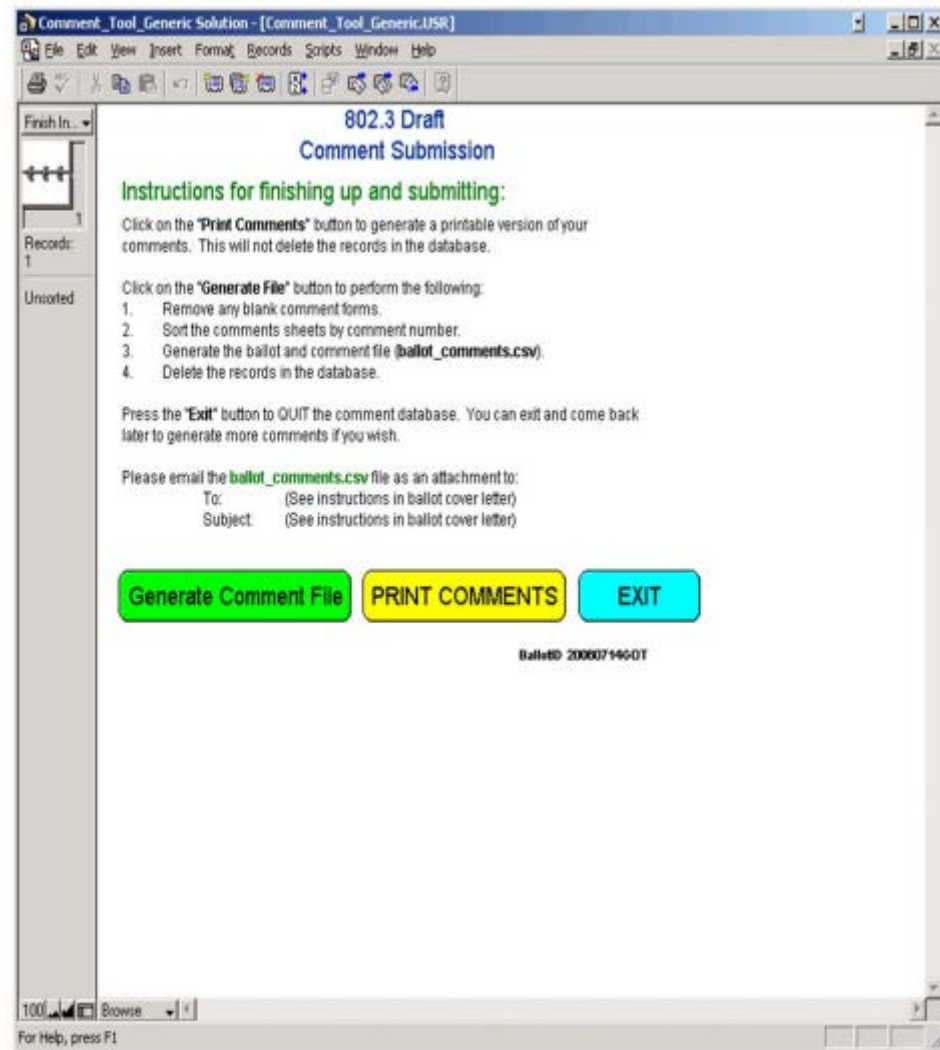 Comment_Tool_Generic Solution - [Comment_Tool_Generic.USR]
File Edit View Insert Format Records Scripts Window Help
Finish In..
1
Records:
1
Unsorted
802.3 Draft
Comment Submission
Instructions for finishing up and submitting:
Click on the "Print Comments" button to generate a printable version of your
comments. This will not delete the records in the database.
Click on the "Generate File" button to perform the following:
1. Remove any blank comment forms.
2. Sort the comments sheets by comment number.
3. Generate the ballot and comment file (ballot_comments.csv).
4. Delete the records in the database.
Press the "Exit" button to QUIT the comment database. You can exit and come back
later to generate more comments if you wish.
Please email the ballot_comments.csv file as an attachment to:
To: (See instructions in ballot cover letter)
Subject: (See instructions in ballot cover letter)
Generate Comment File PRINT COMMENTS EXIT
BallotID
100 Browse
For Help, press F1